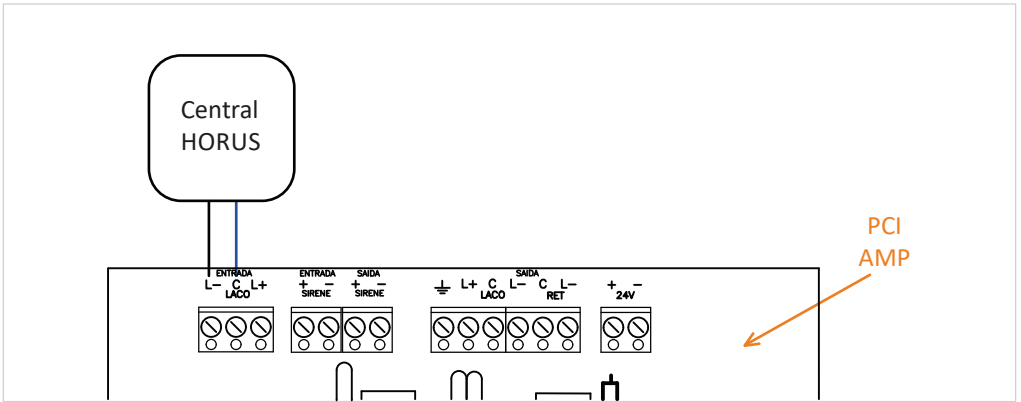 Central
HORUS
PCI
AMP
ENTRADA
L- C L+
LACO
ENTRADA
+ -
SIRENE
SAIDA
+ -
SIRENE
SAIDA
L+ C L- C L-
LACO RET
+ -
24V